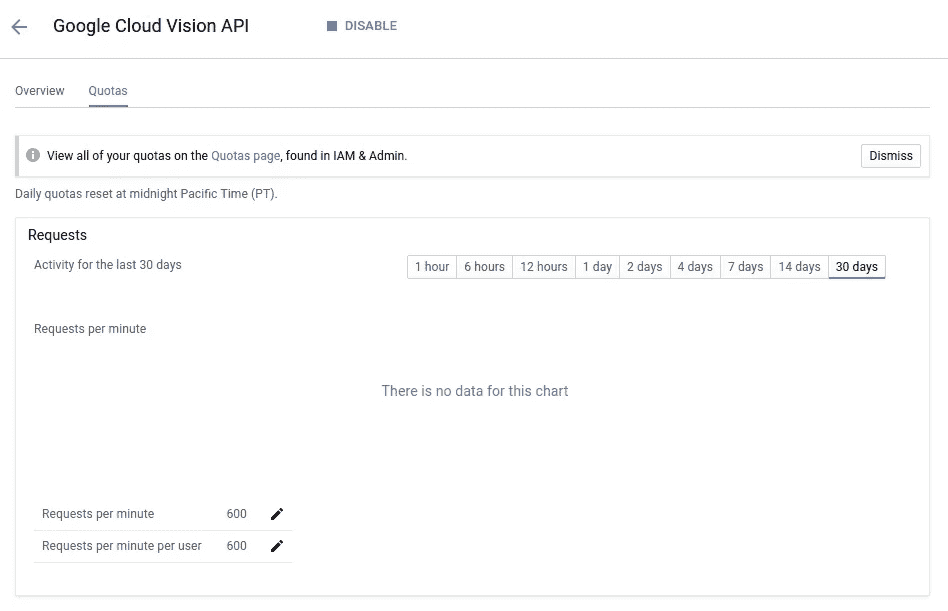 Google Cloud Vision API DISABLE
Overview Quotas
View all of your quotas on the Quotas page, found in IAM & Admin. Dismiss
Daily quotas reset at midnight Pacific Time (PT).
Requests
Activity for the last 30 days 1 hour 6 hours 12 hours 1 day 2 days 4 days 7 days 14 days 30 days
Requests per minute
There is no data for this chart
Requests per minute 600
Requests per minute per user 600